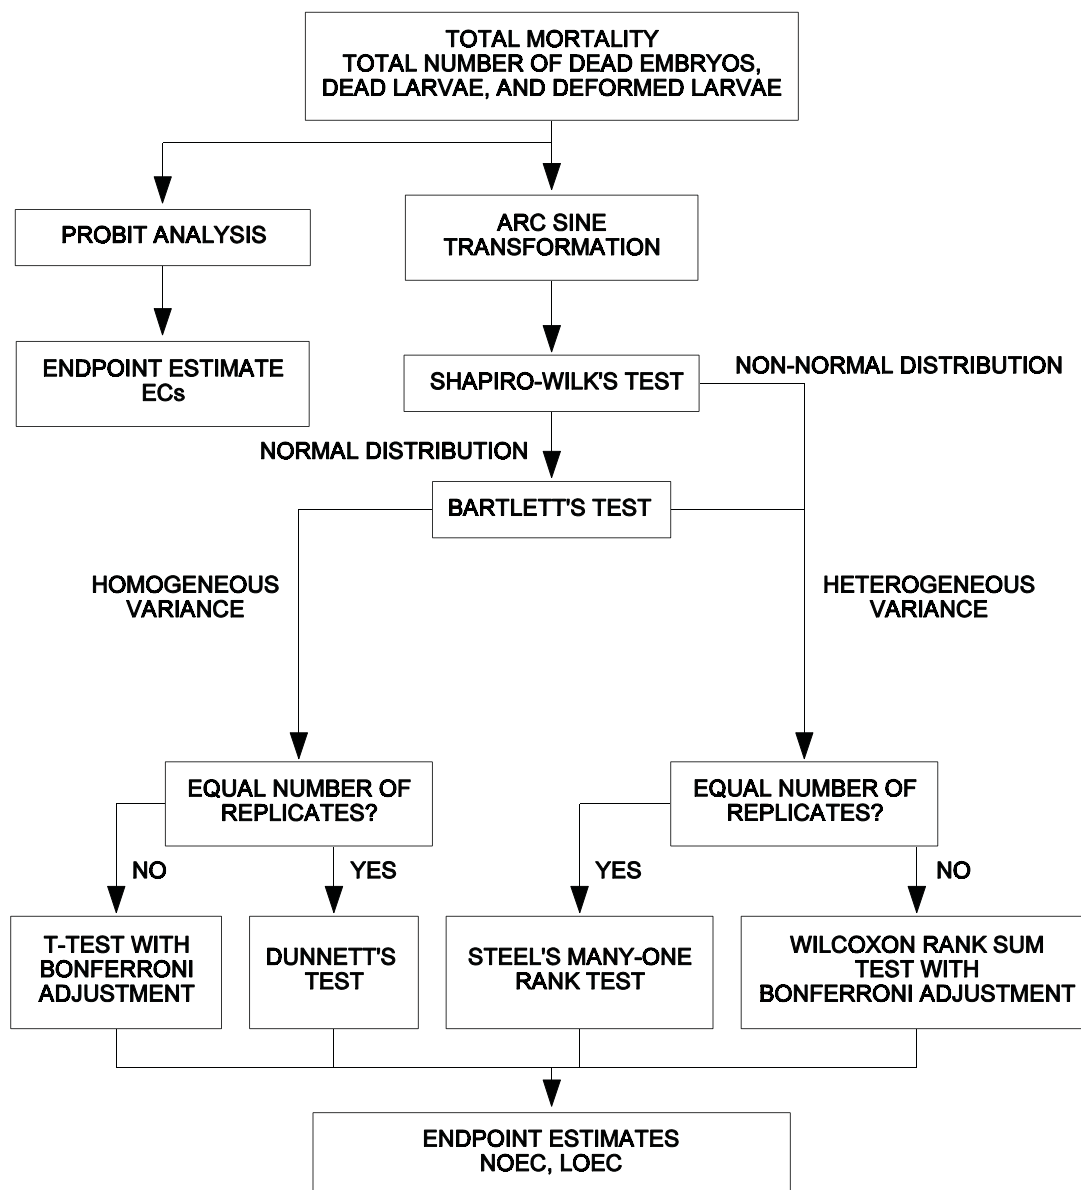 TOTAL MORTALITY
TOTAL NUMBER OF DEAD EMBRYOS,
DEAD LARVAE, AND DEFORMED LARVAE
PROBIT ANALYSIS
ARC SINE
TRANSFORMATION
ENDPOINT ESTIMATE
ECs
SHAPIRO-WILK'S TEST
NON-NORMAL DISTRIBUTION
NORMAL DISTRIBUTION
BARTLETT'S TEST
HOMOGENEOUS
VARIANCE
HETEROGENEOUS
VARIANCE
EQUAL NUMBER OF
REPLICATES?
EQUAL NUMBER OF
REPLICATES?
NO
YES
YES
NO
T-TEST WITH
BONFERRONI
ADJUSTMENT
DUNNETT'S
TEST
STEEL'S MANY-ONE
RANK TEST
WILCOXON RANK SUM
TEST WITH
BONFERRONI ADJUSTMENT
ENDPOINT ESTIMATES
NOEC, LOEC